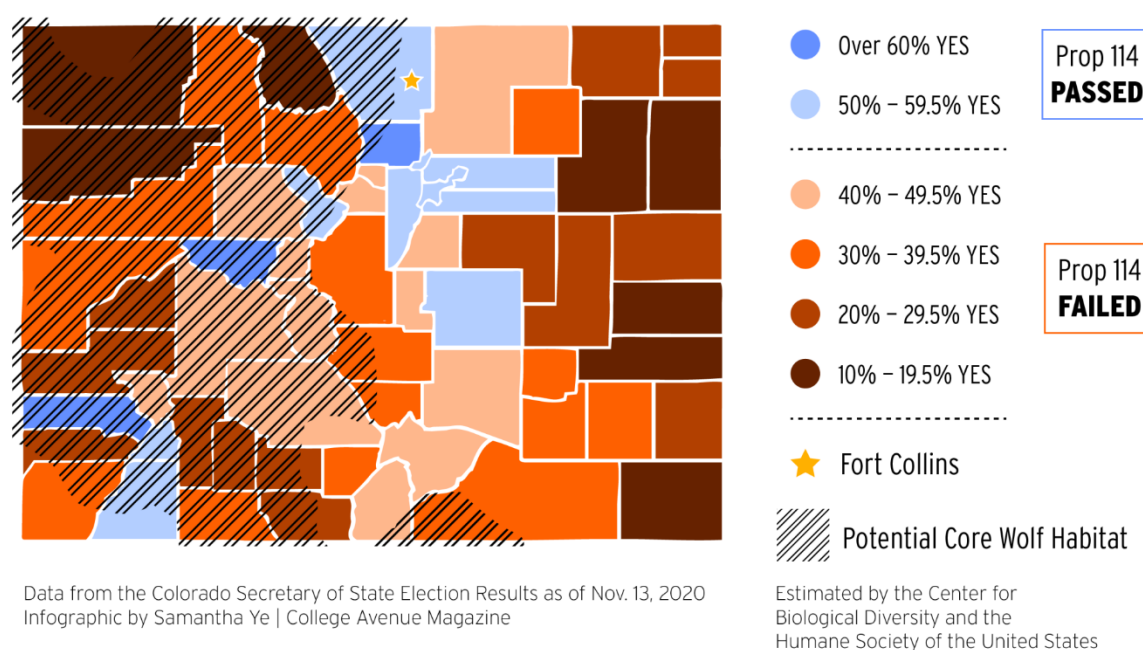 Over 60% YES
50% – 59.5% YES
Prop 114
PASSED
40% – 49.5% YES
30% – 39.5% YES
20% – 29.5% YES
10% – 19.5% YES
Prop 114
FAILED
Fort Collins
Potential Core Wolf Habitat
Data from the Colorado Secretary of State Election Results as of Nov. 13, 2020
Infographic by Samantha Ye | College Avenue Magazine
Estimated by the Center for
Biological Diversity and the
Humane Society of the United States